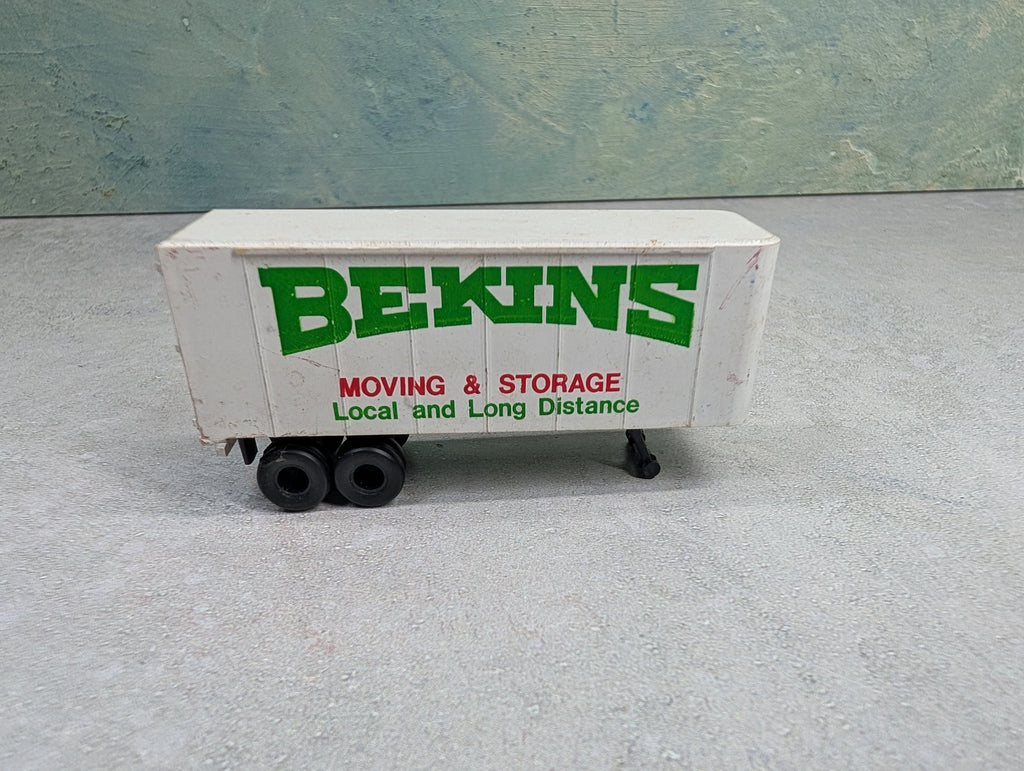 BEKINS
MOVING & STORAGE
Local and Long Distance